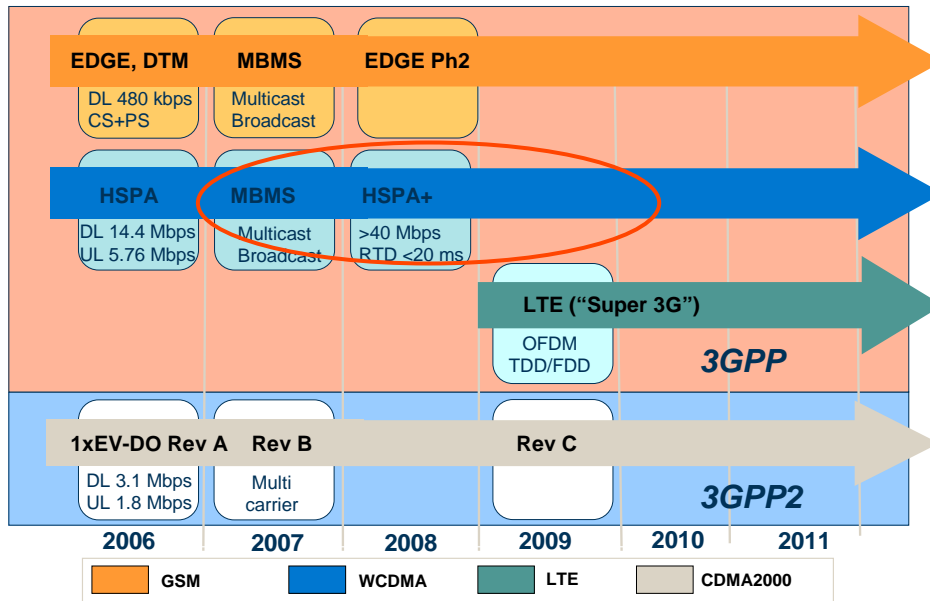 EDGE, DTM MBMS EDGE Ph2
DL 480 kbps
CS+PS
Multicast
Broadcast
HSPA MBMS HSPA+
DL 14.4 Mbps
UL 5.76 Mbps
Multicast
Broadcast
>40 Mbps
RTD <20 ms
LTE (“Super 3G”)
OFDM
TDD/FDD
3GPP
1xEV-DO Rev A Rev B Rev C
DL 3.1 Mbps
UL 1.8 Mbps
Multi
carrier
3GPP2
2006 2007 2008 2009 2010 2011
GSM WCDMA LTE CDMA2000